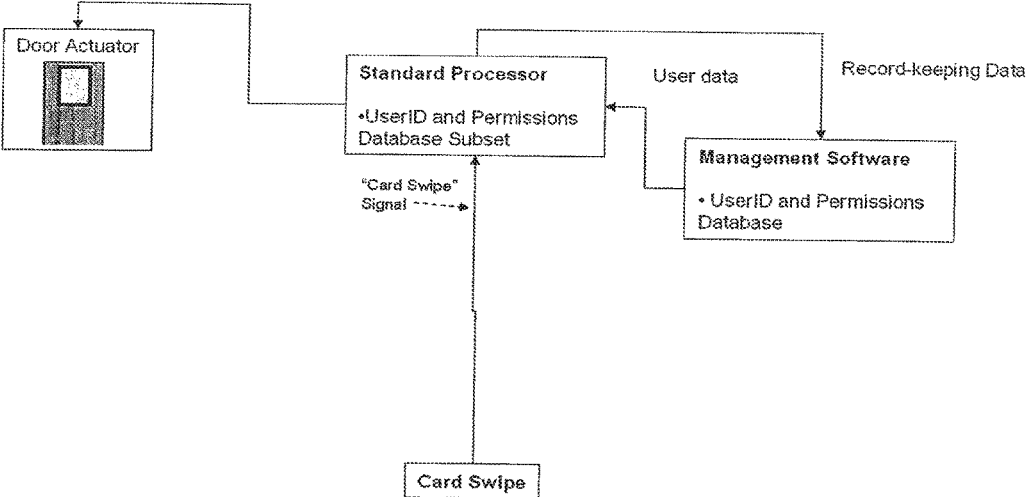 Door Actuator
Standard Processor
•UserID and Permissions
Database Subset
User data
Record-keeping Data
Management Software
• UserID and Permissions
Database
"Card Swipe"
Signal
Card Swipe